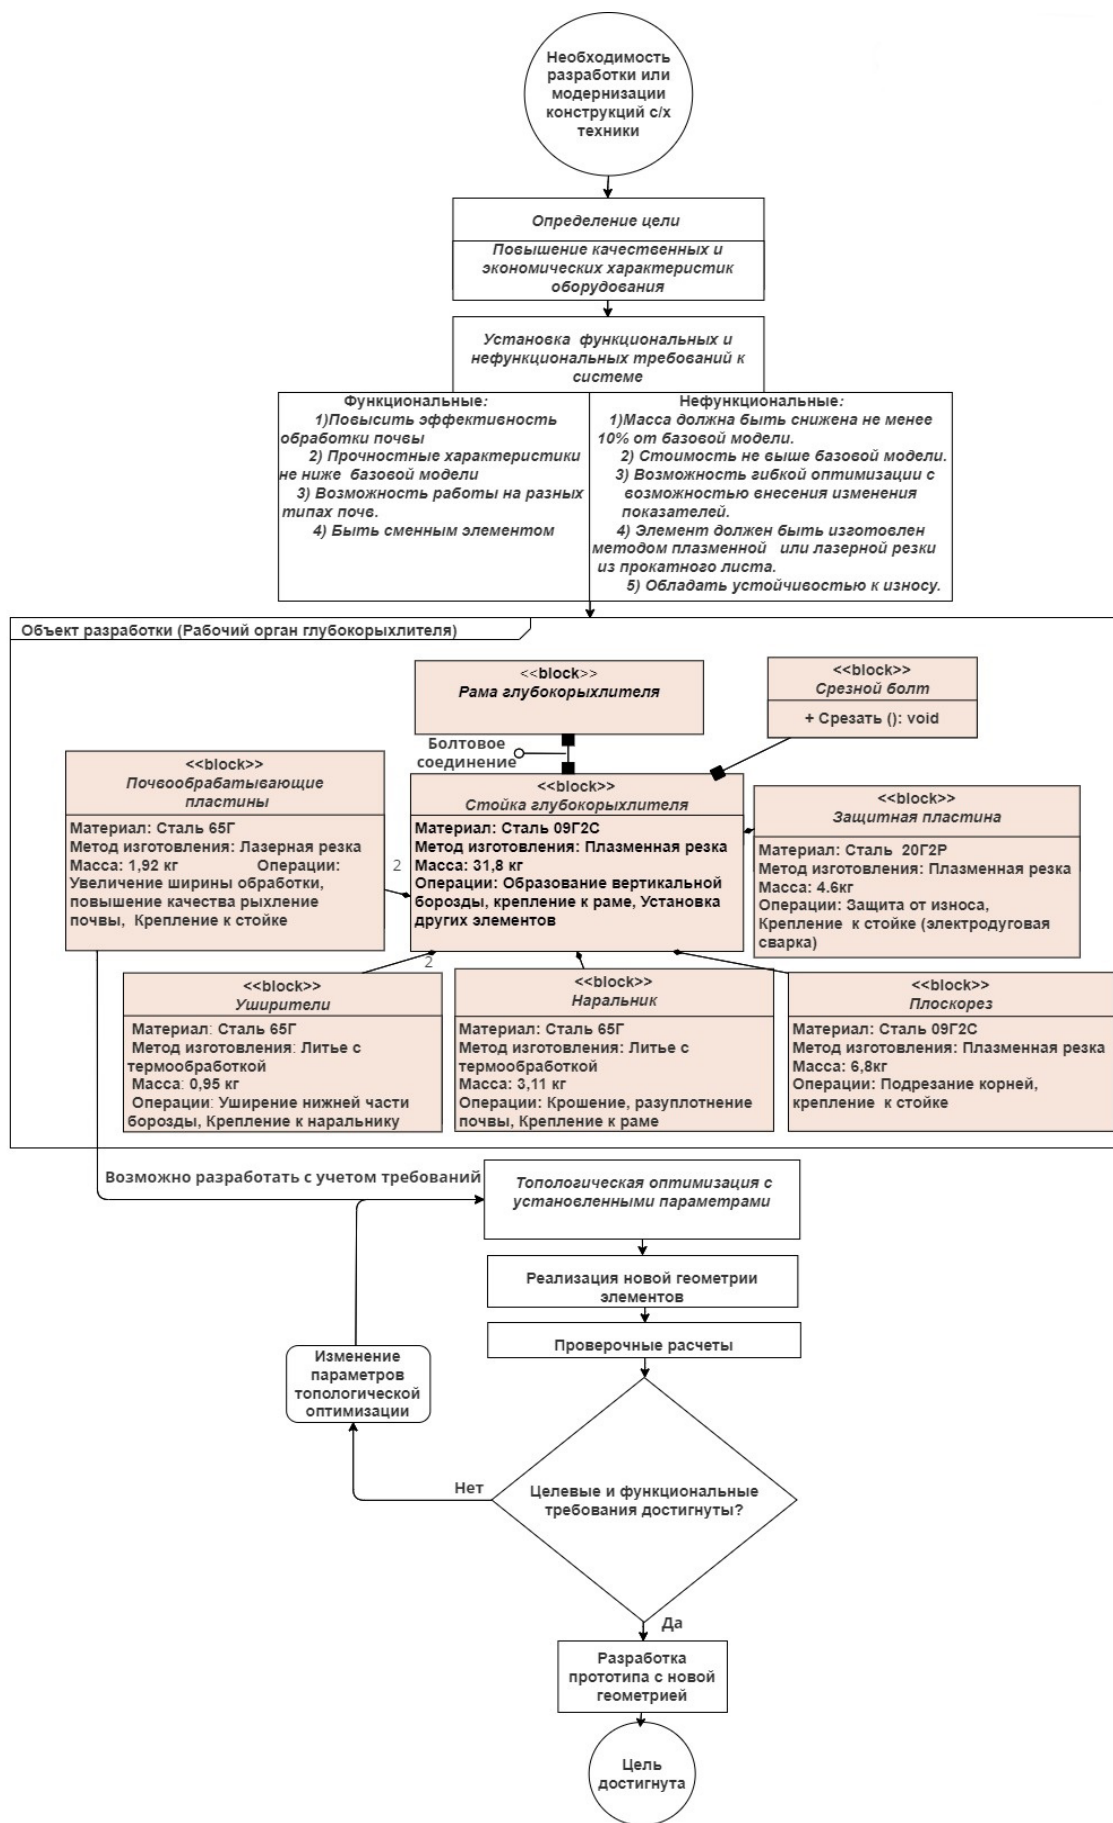 Необходимость
разработки или
модернизации
конструкций с/х
техники
Определение цели
Повышение качественных и
экономических характеристик
оборудования
Установка функциональных и
нефункциональных требований к
системе
Функциональные:
1)Повысить эффективность
обработки почвы
2) Прочностные характеристики
не ниже базовой модели
3) Возможность работы на разных
типах почв.
4) Быть сменным элементом
Нефункциональные:
1)Масса должна быть снижена не менее
10% от базовой модели.
2) Стоимость не выше базовой модели.
3) Возможность гибкой оптимизации с
возможностью внесения изменения
показателей.
4) Элемент должен быть изготовлен
методом плазменной или лазерной резки
из прокатного листа.
5) Обладать устойчивостью к износу.
Объект разработки (Рабочий орган глубокорыхлителя)
<<block>>
Рама глубокорыхлителя
<<block>>
Срезной болт
+ Срезать (): void
Болтовое
соединение
<<block>>
Почвообрабатывающие
пластины
Материал: Сталь 65Г
Метод изготовления: Лазерная резка
Масса: 1,92 кг Операции:
Увеличение ширины обработки,
повышение качества рыхление
почвы, Крепление к стойке
2
<<block>>
Стойка глубокорыхлителя
Материал: Сталь 09Г2С
Метод изготовления: Плазменная резка
Масса: 31,8 кг
Операции: Образование вертикальной
борозды, крепление к раме, Установка
других элементов
<<block>>
Защитная пластина
Материал: Сталь 20Г2Р
Метод изготовления: Плазменная резка
Масса: 4.6кг
Операции: Защита от износа,
Крепление к стойке (электродуговая
сварка)
2
<<block>>
Уширители
Материал: Сталь 65Г
Метод изготовления: Литье с
термообработкой
Масса: 0,95 кг
Операции: Уширение нижней части
борозды, Крепление к наральнику
<<block>>
Наральник
Материал: Сталь 65Г
Метод изготовления: Литье с
термообработкой
Масса: 3,11 кг
Операции: Крошение, разуплотнение
почвы, Крепление к раме
<<block>>
Плоскорез
Материал: Сталь 09Г2С
Метод изготовления: Плазменная резка
Масса: 6,8кг
Операции: Подрезание корней,
крепление к стойке
Возможно разработать с учетом требований
Топологическая оптимизация с
установленными параметрами
Реализация новой геометрии
элементов
Проверочные расчеты
Изменение
параметров
топологической
оптимизации
Нет
Целевые и функциональные
требования достигнуты?
Да
Разработка
прототипа с новой
геометрией
Цель
достигнута